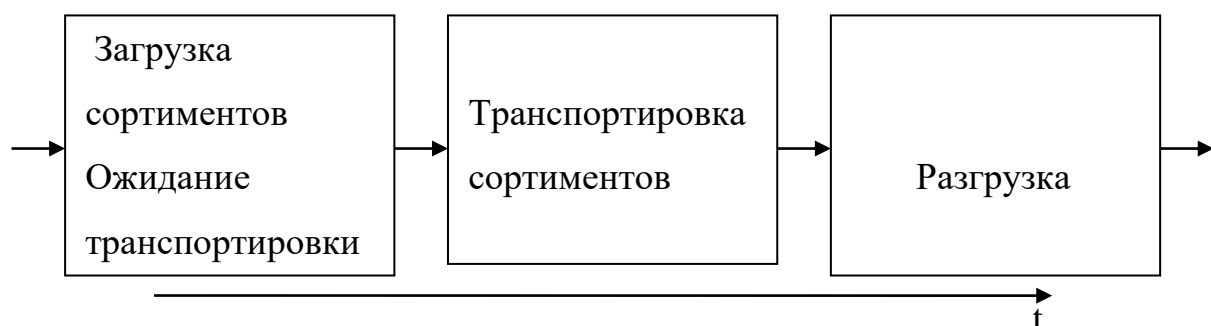 Загрузка
сортиментов
Ожидание
транспортировки
Транспортировка
сортиментов
Разгрузка
t